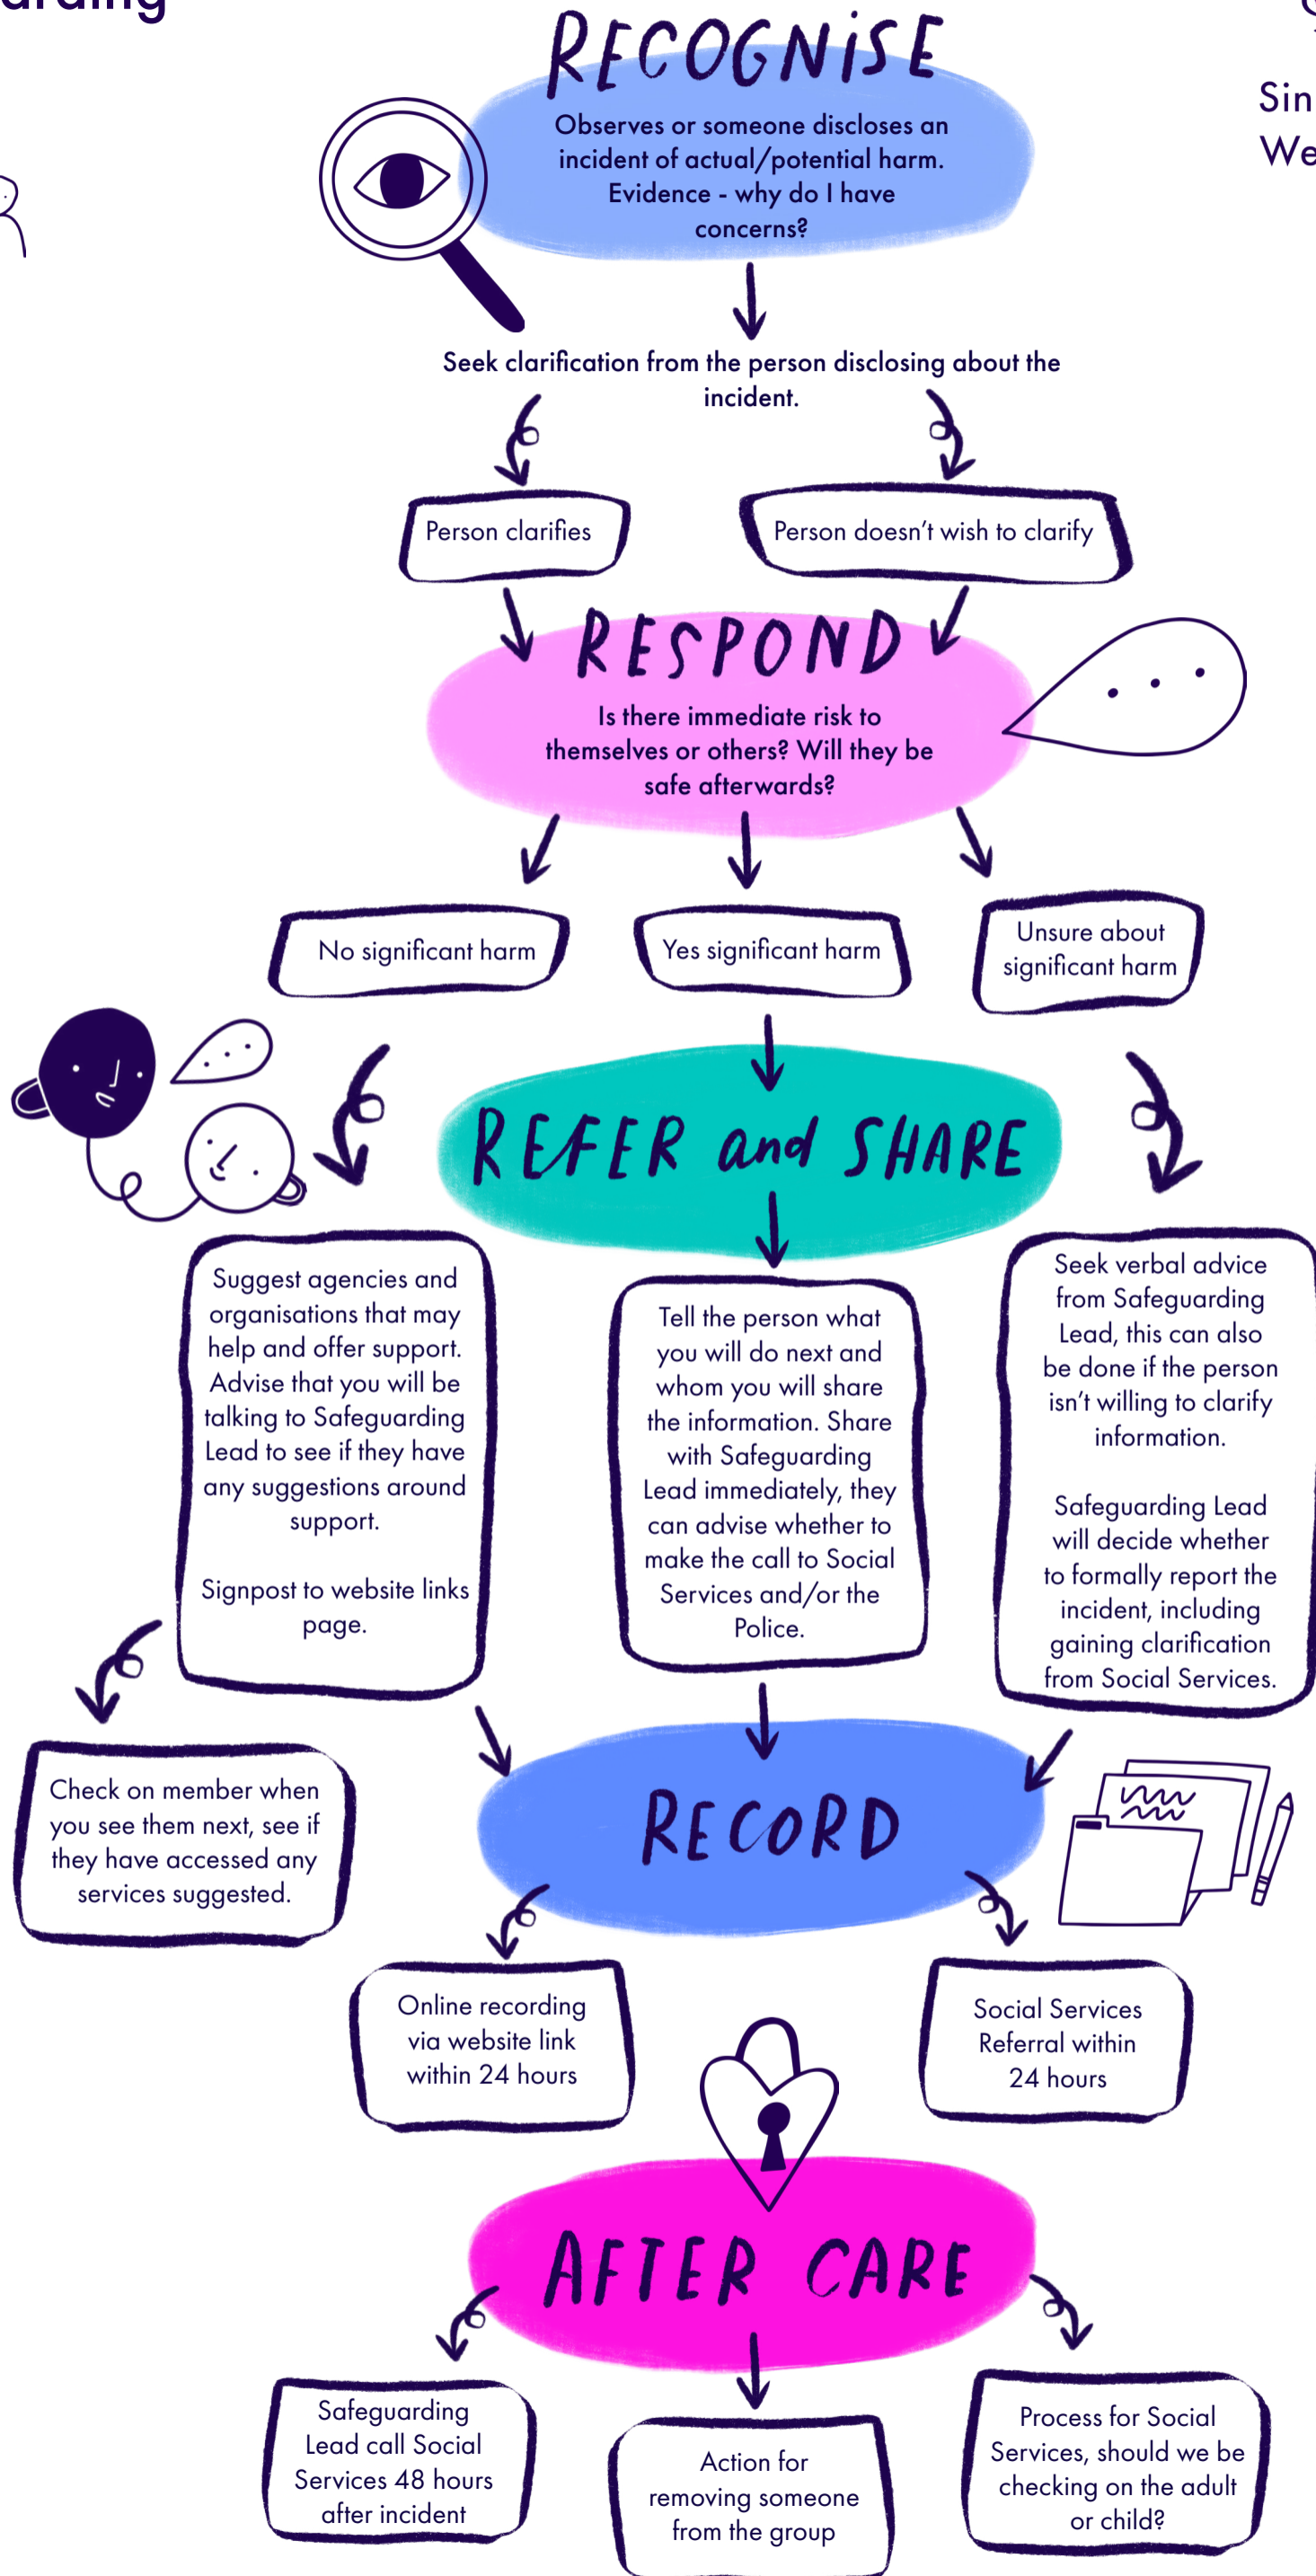 RECOGNiSE
Sin
We
Observes or someone discloses an
incident of actual/potential harm.
Evidence - why do I have
concerns?
Seek clarification from the person disclosing about the
incident.
Person clarifies
Person doesn't wish to clarify
RESPOND
Is there immediate risk to
themselves or others? Will they be
safe afterwards?
No significant harm
Yes significant harm
Unsure about
significant harm
REFER and SHARE
Suggest agencies and
organisations that may
help and offer support.
Advise that you will be
talking to Safeguarding
Lead to see if they have
any suggestions around
support.
Signpost to website links
page.
Tell the person what
you will do next and
whom you will share
the information. Share
with Safeguarding
Lead immediately, they
can advise whether to
make the call to Social
Services and/or the
Police.
Seek verbal advice
from Safeguarding
Lead, this can also
be done if the person
isn't willing to clarify
information.
Safeguarding Lead
will decide whether
to formally report the
incident, including
gaining clarification
from Social Services.
Check on member when
you see them next, see if
they have accessed any
services suggested.
RECORD
Online recording
via website link
within 24 hours
Social Services
Referral within
24 hours
AFTER CARE
Safeguarding
Lead call Social
Services 48 hours
after incident
Action for
removing someone
from the group
Process for Social
Services, should we be
checking on the adult
or child?